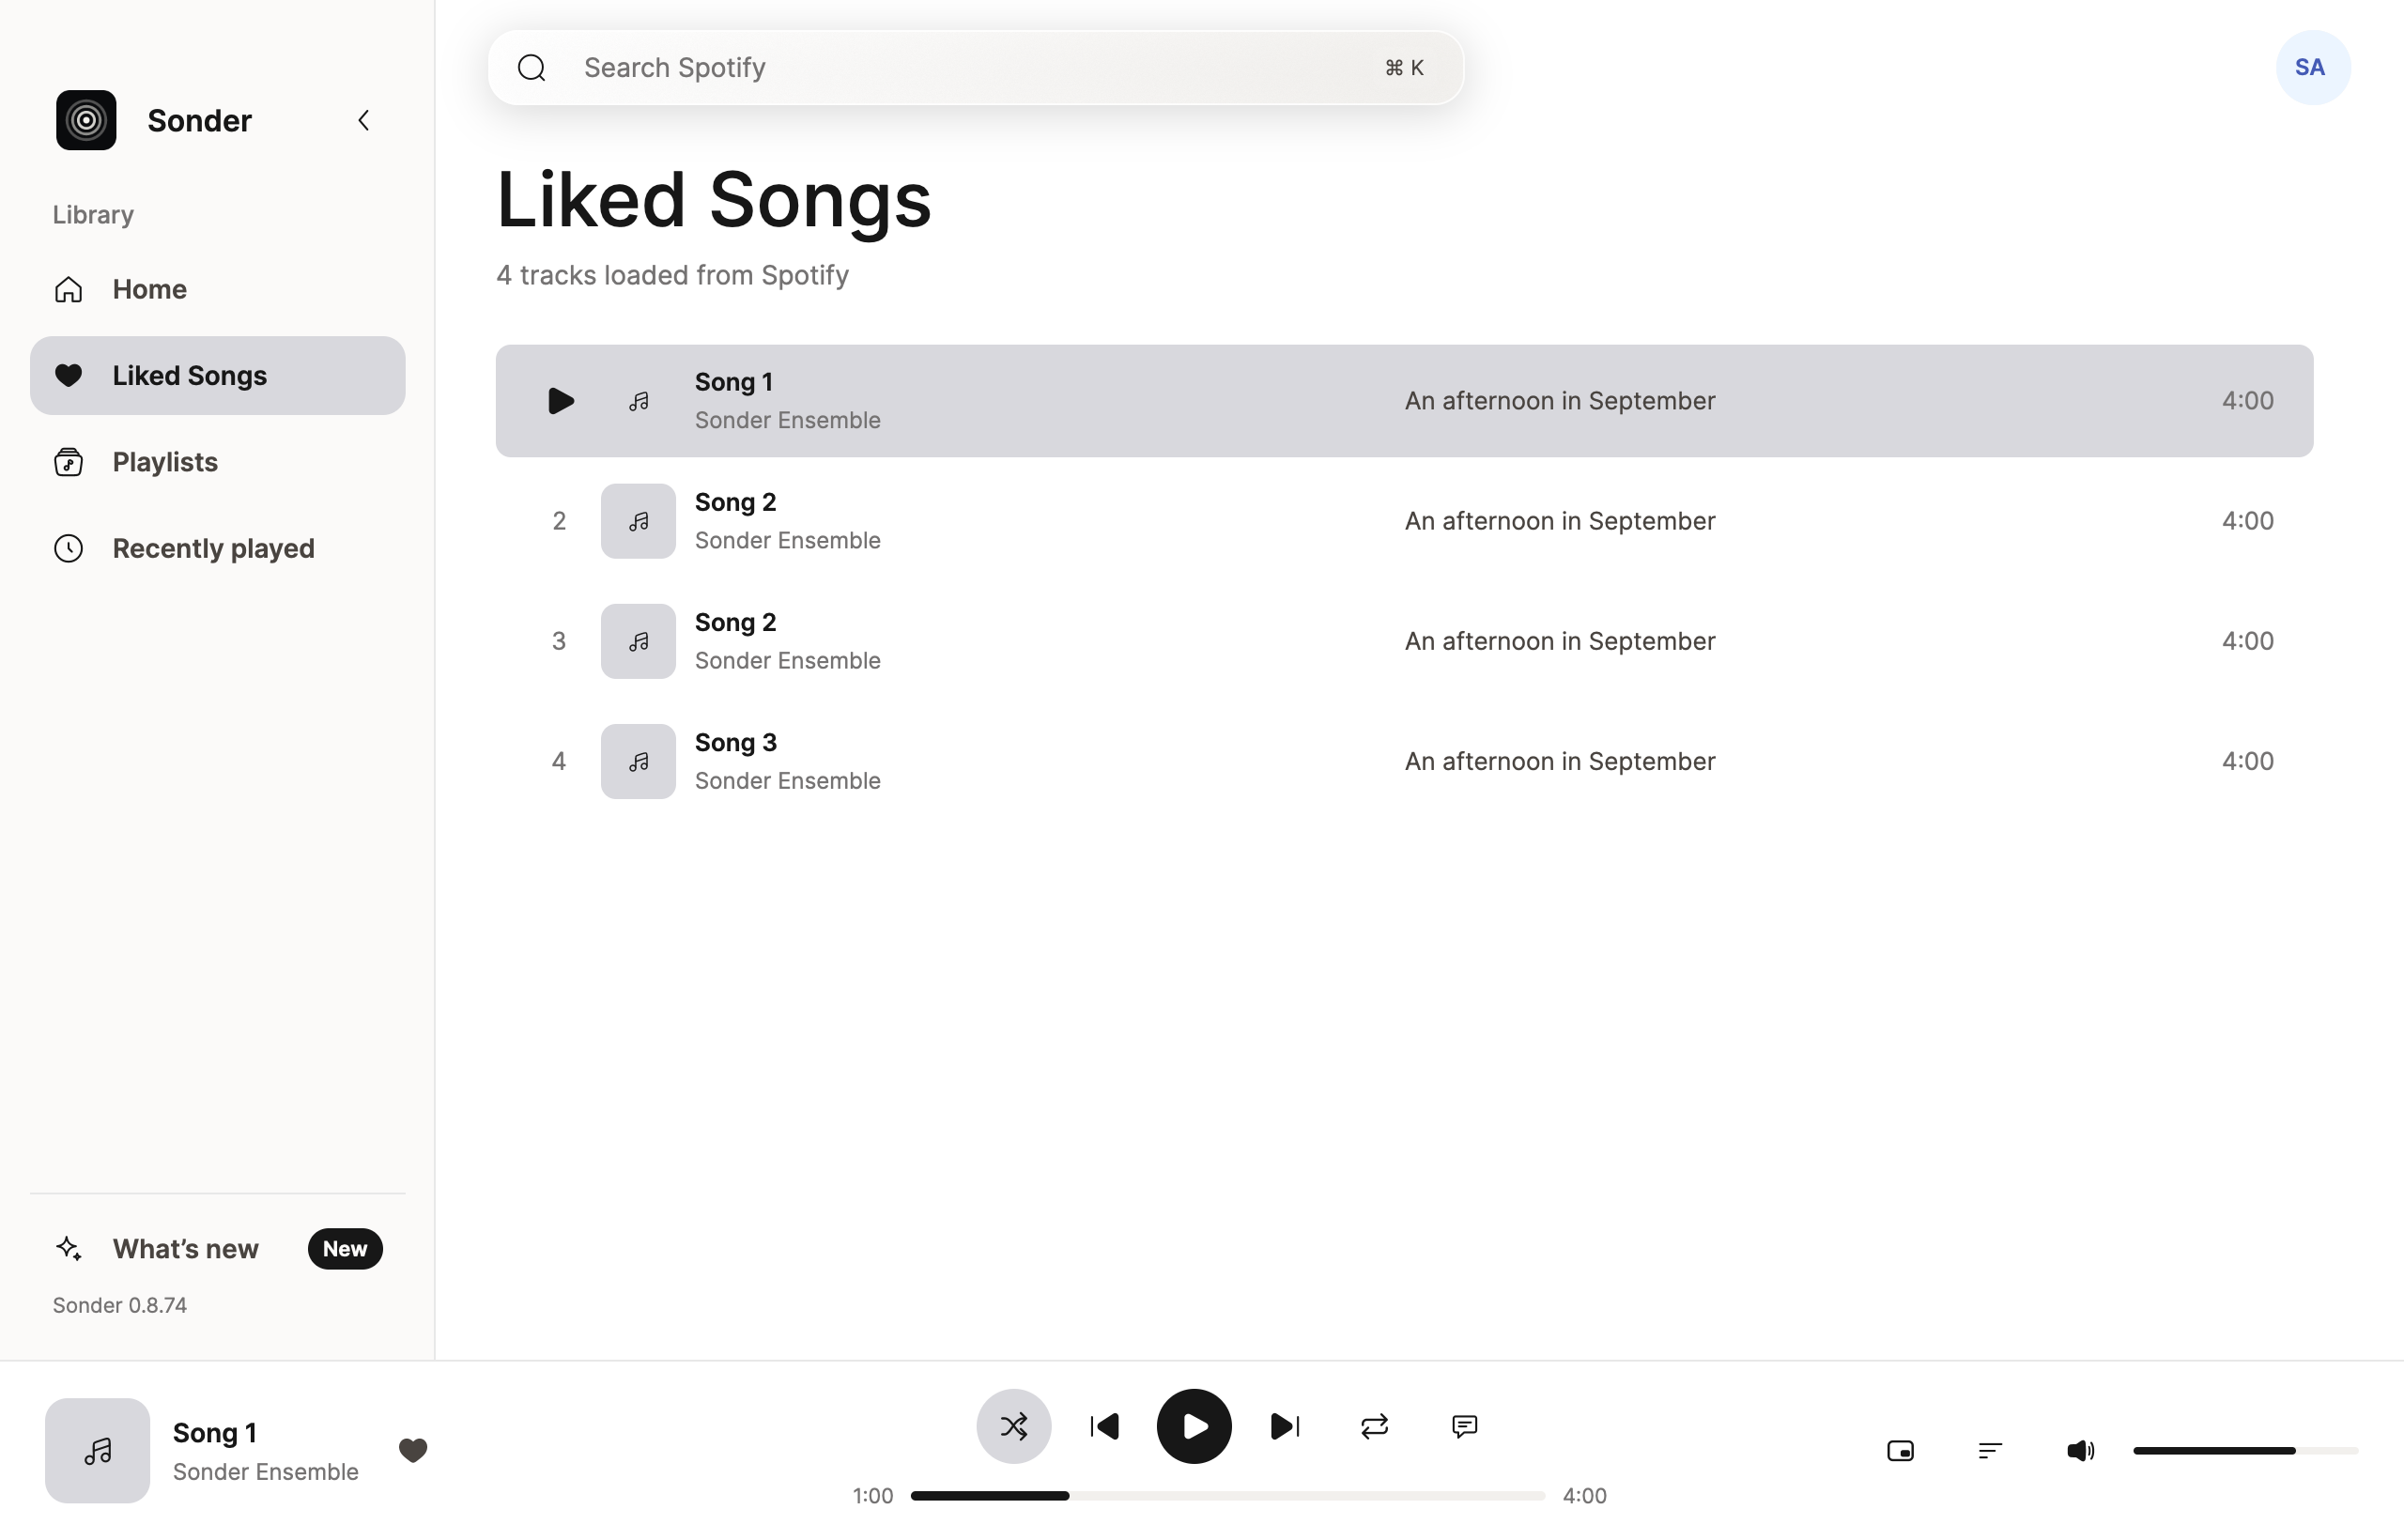 Search Spotify
⌘ K
SA
Sonder
Library
Home
Liked Songs
Playlists
Recently played
What’s new
New
Sonder 0.8.74
Liked Songs
4 tracks loaded from Spotify
Song 1
Sonder Ensemble
An afternoon in September
4:00
2
Song 2
Sonder Ensemble
An afternoon in September
4:00
3
Song 2
Sonder Ensemble
An afternoon in September
4:00
4
Song 3
Sonder Ensemble
An afternoon in September
4:00
Song 1
Sonder Ensemble
1:00
4:00